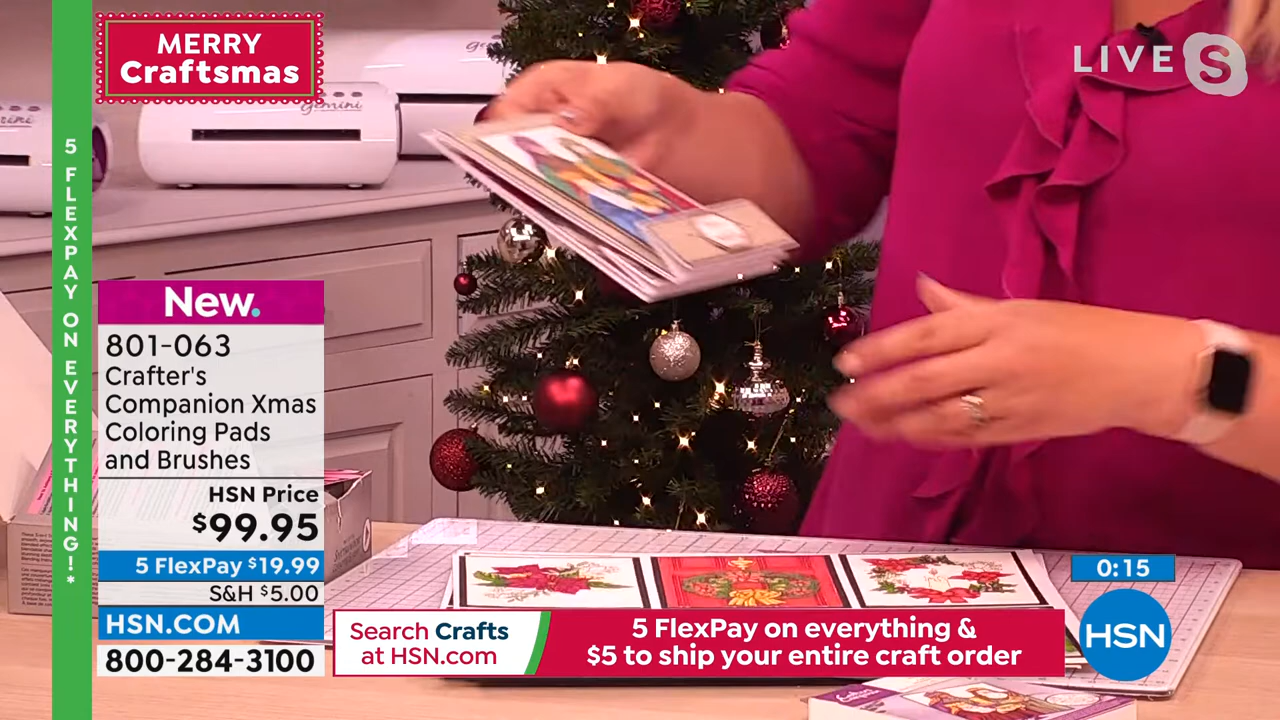 MERRY
Craftsmas
LIVE S
gemini
5 FLEXPAY ON EVERYTHING!*
New.
801-063
Crafter's
Companion Xmas
Coloring Pads
and Brushes
HSN Price
$99.95
5 FlexPay $19.99
S&H $5.00
HSN.COM
800-284-3100
Search Crafts
at HSN.com
5 FlexPay on everything &
$5 to ship your entire craft order
0:15
HSN